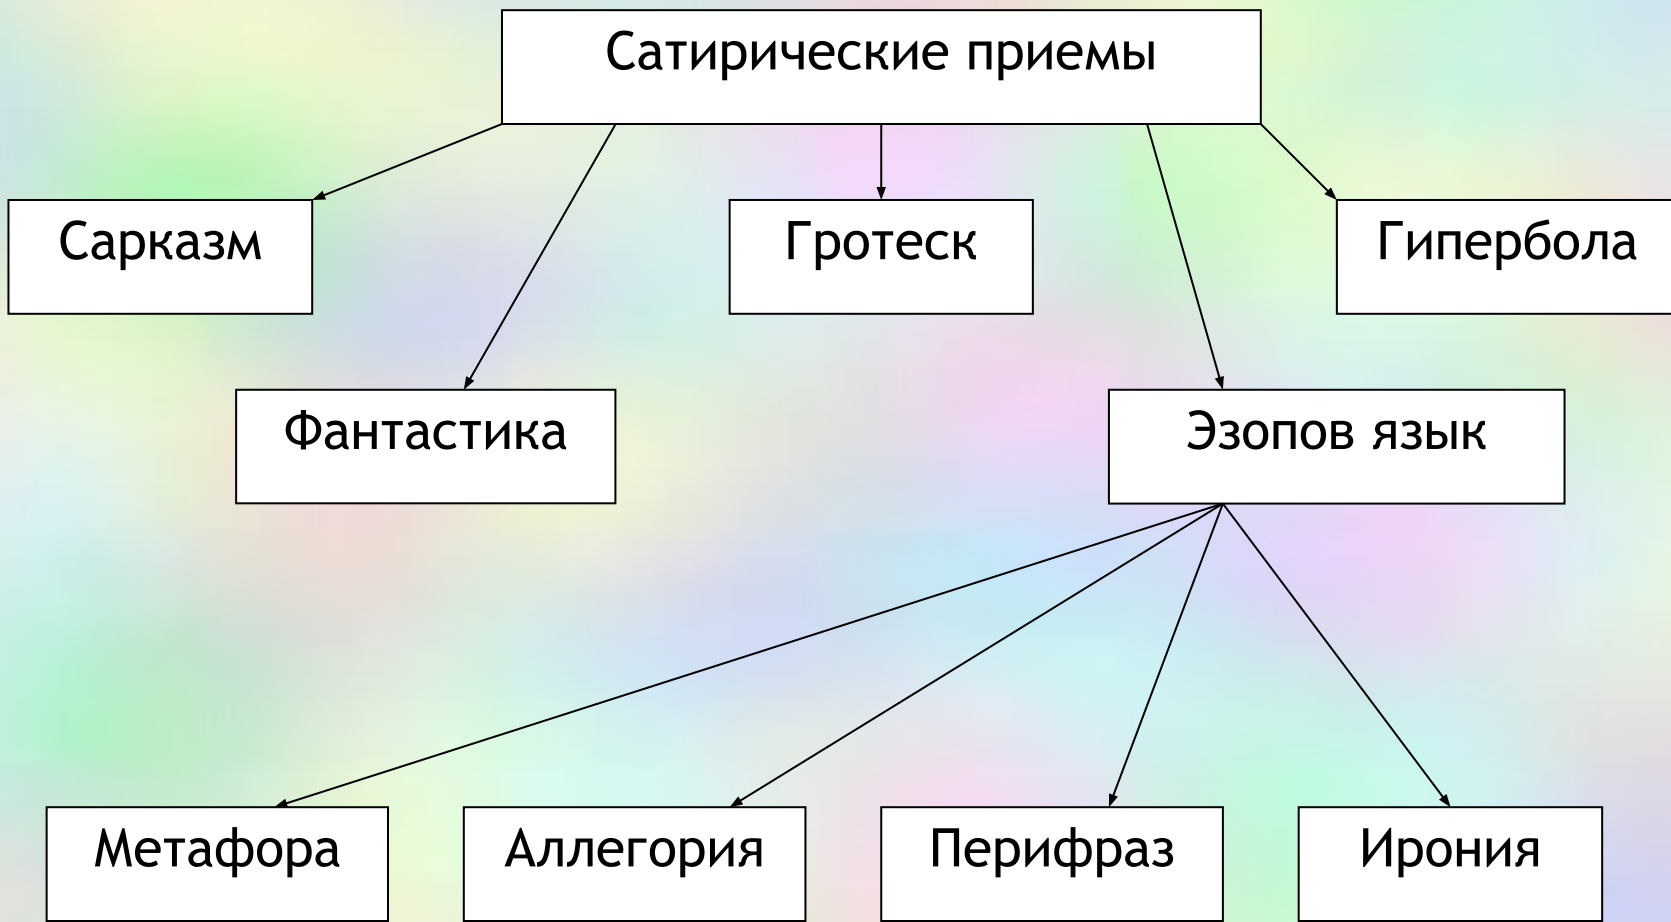 Сатирические приемы
Сарказм
Гротеск
Гипербола
Фантастика
Эзопов язык
Метафора
Аллегория
Перифраз
Ирония